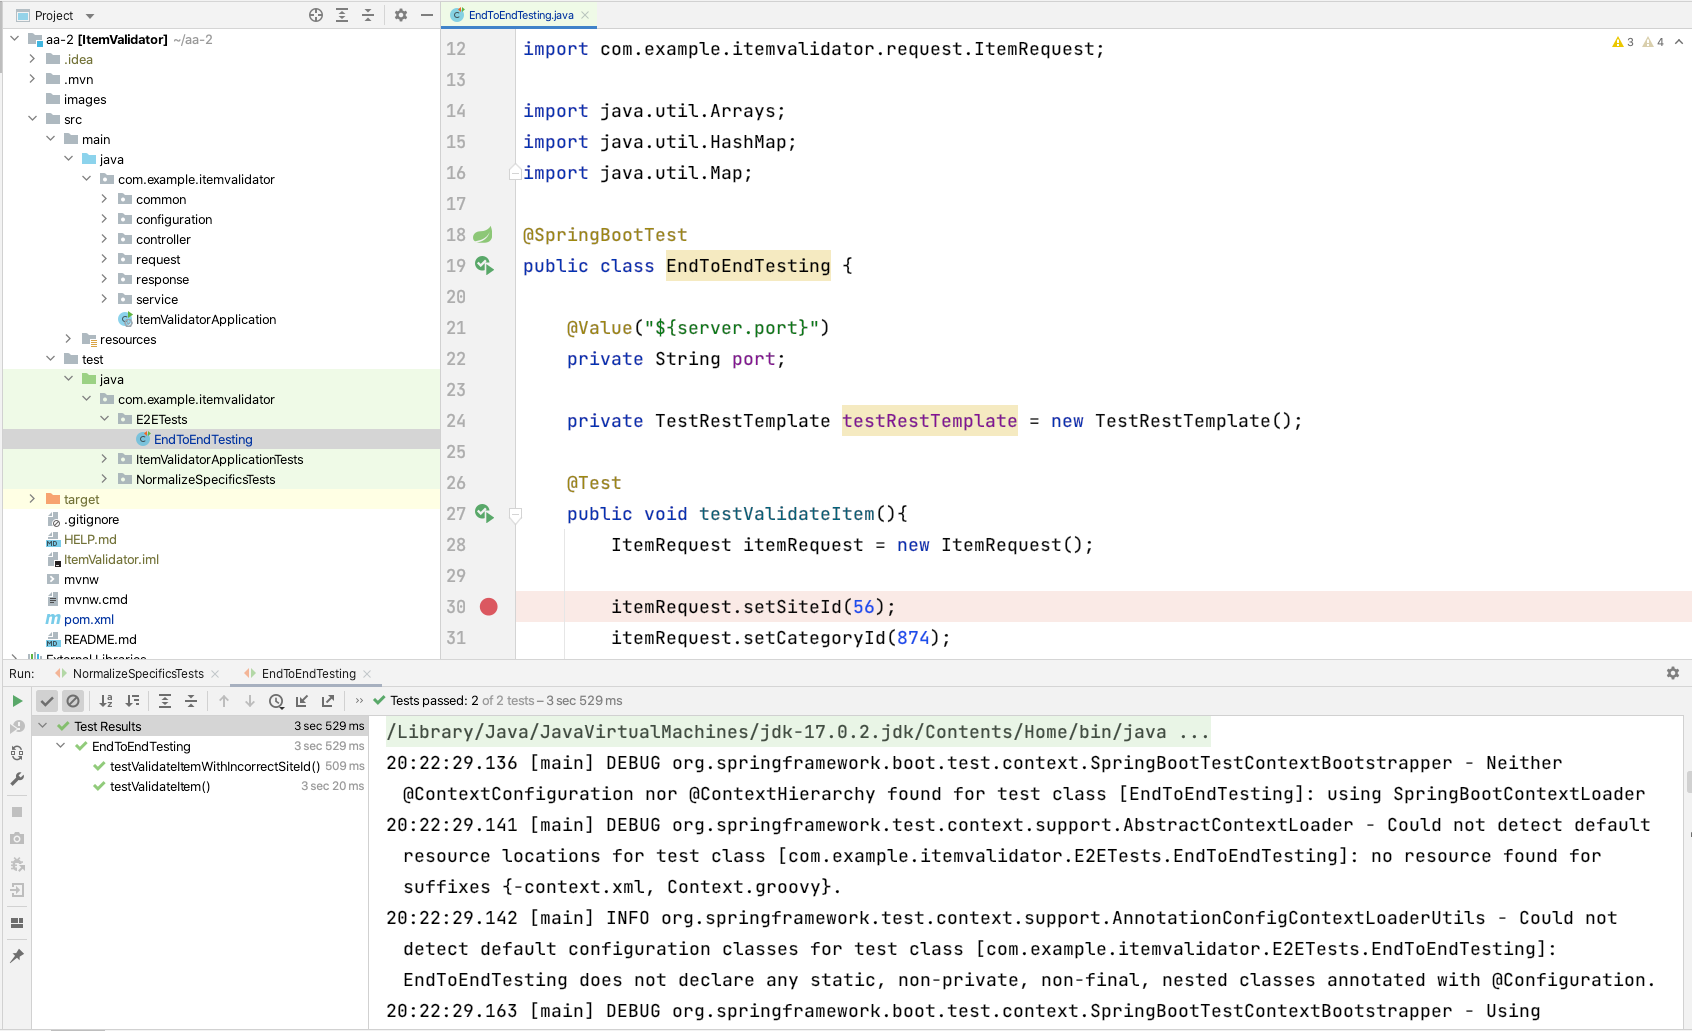 Project
EndToEndTesting.java
aa-2 [ItemValidator] ~/aa-2
.idea
.mvn
images
src
main
java
com.example.itemvalidator
common
configuration
controller
request
response
service
ItemValidatorApplication
resources
test
java
com.example.itemvalidator
E2ETests
EndToEndTesting
ItemValidatorApplicationTests
NormalizeSpecificsTests
target
.gitignore
HELP.md
ItemValidator.iml
mvnw
mvnw.cmd
pom.xml
README.md
External Libraries
3 4
12 import com.example.itemvalidator.request.ItemRequest;
13
14 import java.util.Arrays;
15 import java.util.HashMap;
16 import java.util.Map;
17
18 @SpringBootTest
19 public class EndToEndTesting {
20
21 @Value("${server.port}")
22 private String port;
23
24 private TestRestTemplate testRestTemplate = new TestRestTemplate();
25
26 @Test
27 public void testValidateItem(){
28 ItemRequest itemRequest = new ItemRequest();
29
30 itemRequest.setSiteId(56);
31 itemRequest.setCategoryId(874);
Run: NormalizeSpecificsTests EndToEndTesting
Tests passed: 2 of 2 tests – 3 sec 529 ms
Test Results 3 sec 529 ms
EndToEndTesting 3 sec 529 ms
testValidateItemWithIncorrectSiteId() 509 ms
testValidateItem() 3 sec 20 ms
/Library/Java/JavaVirtualMachines/jdk-17.0.2.jdk/Contents/Home/bin/java ...
20:22:29.136 [main] DEBUG org.springframework.boot.test.context.SpringBootTestContextBootstrapper - Neither
@ContextConfiguration nor @ContextHierarchy found for test class [EndToEndTesting]: using SpringBootContextLoader
20:22:29.141 [main] DEBUG org.springframework.test.context.support.AbstractContextLoader - Could not detect default
resource locations for test class [com.example.itemvalidator.E2ETests.EndToEndTesting]: no resource found for
suffixes {-context.xml, Context.groovy}.
20:22:29.142 [main] INFO org.springframework.test.context.support.AnnotationConfigContextLoaderUtils - Could not
detect default configuration classes for test class [com.example.itemvalidator.E2ETests.EndToEndTesting]:
EndToEndTesting does not declare any static, non-private, non-final, nested classes annotated with @Configuration.
20:22:29.163 [main] DEBUG org.springframework.boot.test.context.SpringBootTestContextBootstrapper - Using